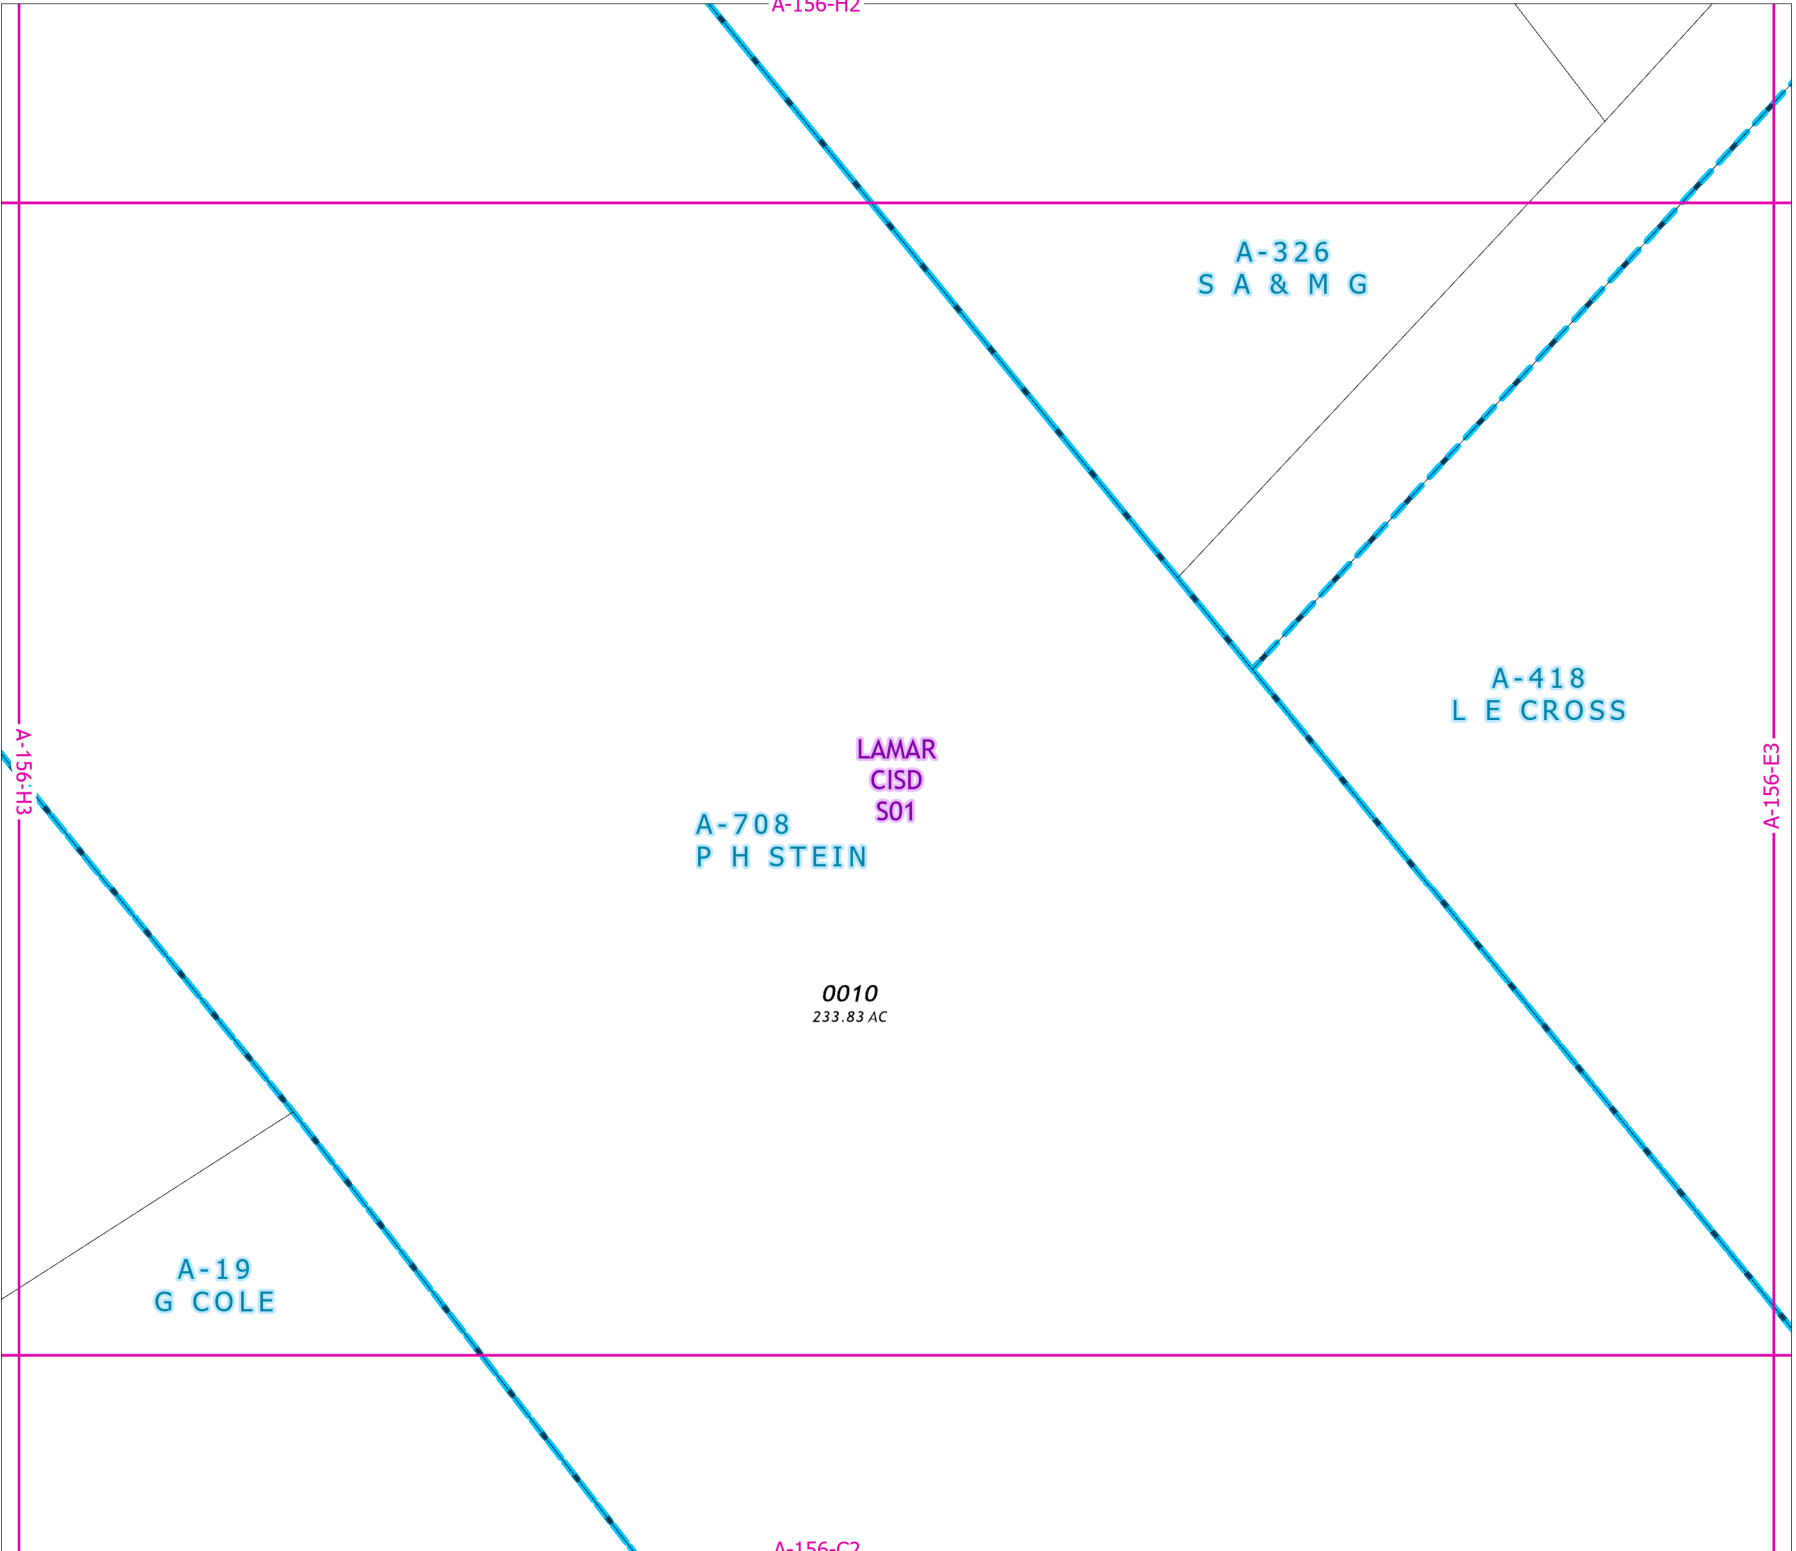 A-156-H2
A-326
S A & M G
A-418
L E CROSS
A-156-H3
A-156-E3
LAMAR
CISD
S01
A-708
P H STEIN
0010
233.83 AC
A-19
G COLE
A-156-C2